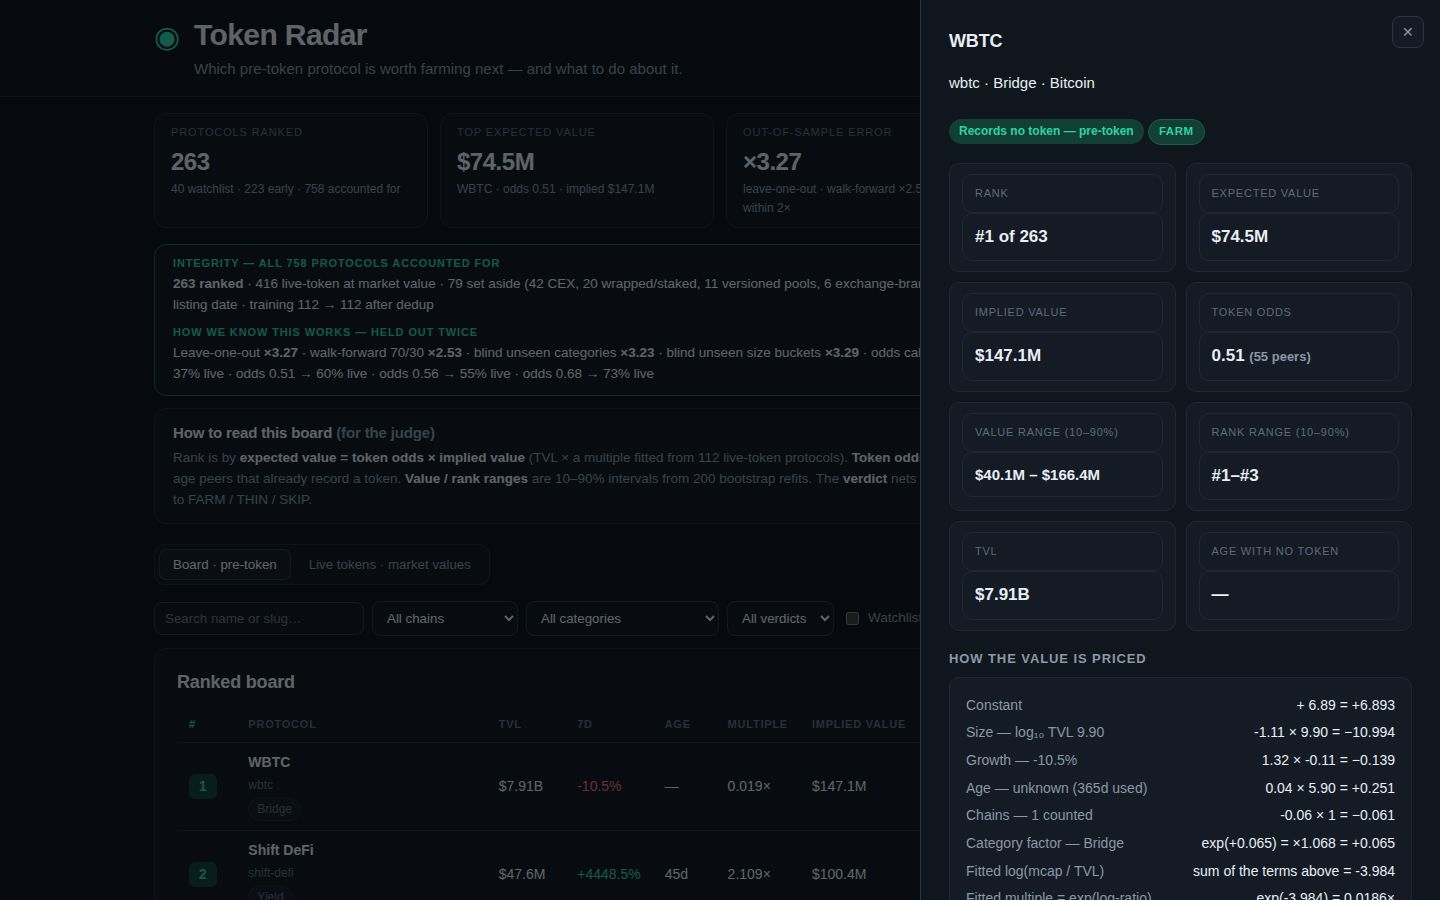 Token Radar
Which pre-token protocol is worth farming next — and what to do about it.
PROTOCOLS RANKED
263
40 watchlist · 223 early · 758 accounted for
TOP EXPECTED VALUE
$74.5M
WBTC · odds 0.51 · implied $147.1M
OUT-OF-SAMPLE ERROR
×3.27
leave-one-out · walk-forward ×2.5
within 2×
INTEGRITY — ALL 758 PROTOCOLS ACCOUNTED FOR
263 ranked · 416 live-token at market value · 79 set aside (42 CEX, 20 wrapped/staked, 11 versioned pools, 6 exchange-bran
listing date · training 112 → 112 after dedup
HOW WE KNOW THIS WORKS — HELD OUT TWICE
Leave-one-out ×3.27 · walk-forward 70/30 ×2.53 · blind unseen categories ×3.23 · blind unseen size buckets ×3.29 · odds cal
37% live · odds 0.51 → 60% live · odds 0.56 → 55% live · odds 0.68 → 73% live
How to read this board (for the judge)
Rank is by expected value = token odds × implied value (TVL × a multiple fitted from 112 live-token protocols). Token odds
age peers that already record a token. Value / rank ranges are 10–90% intervals from 200 bootstrap refits. The verdict nets
to FARM / THIN / SKIP.
Board · pre-token
Live tokens · market values
Search name or slug…
All chains
All categories
All verdicts
Watchlist
Ranked board
# PROTOCOL TVL 7D AGE MULTIPLE IMPLIED VALUE
1 WBTC $7.91B -10.5% — 0.019× $147.1M
wbtc
Bridge
2 Shift DeFi $47.6M +4448.5% 45d 2.109× $100.4M
shift-defi
Yield
WBTC
✕
wbtc · Bridge · Bitcoin
Records no token — pre-token
FARM
RANK
#1 of 263
EXPECTED VALUE
$74.5M
IMPLIED VALUE
$147.1M
TOKEN ODDS
0.51 (55 peers)
VALUE RANGE (10–90%)
$40.1M – $166.4M
RANK RANGE (10–90%)
#1–#3
TVL
$7.91B
AGE WITH NO TOKEN
—
HOW THE VALUE IS PRICED
Constant + 6.89 = +6.893
Size — log₁₀ TVL 9.90 -1.11 × 9.90 = −10.994
Growth — -10.5% 1.32 × -0.11 = −0.139
Age — unknown (365d used) 0.04 × 5.90 = +0.251
Chains — 1 counted -0.06 × 1 = −0.061
Category factor — Bridge exp(+0.065) = ×1.068 = +0.065
Fitted log(mcap / TVL) sum of the terms above = -3.984
Fitted multiple = exp(log-ratio) exp(-3.984) = 0.0186×